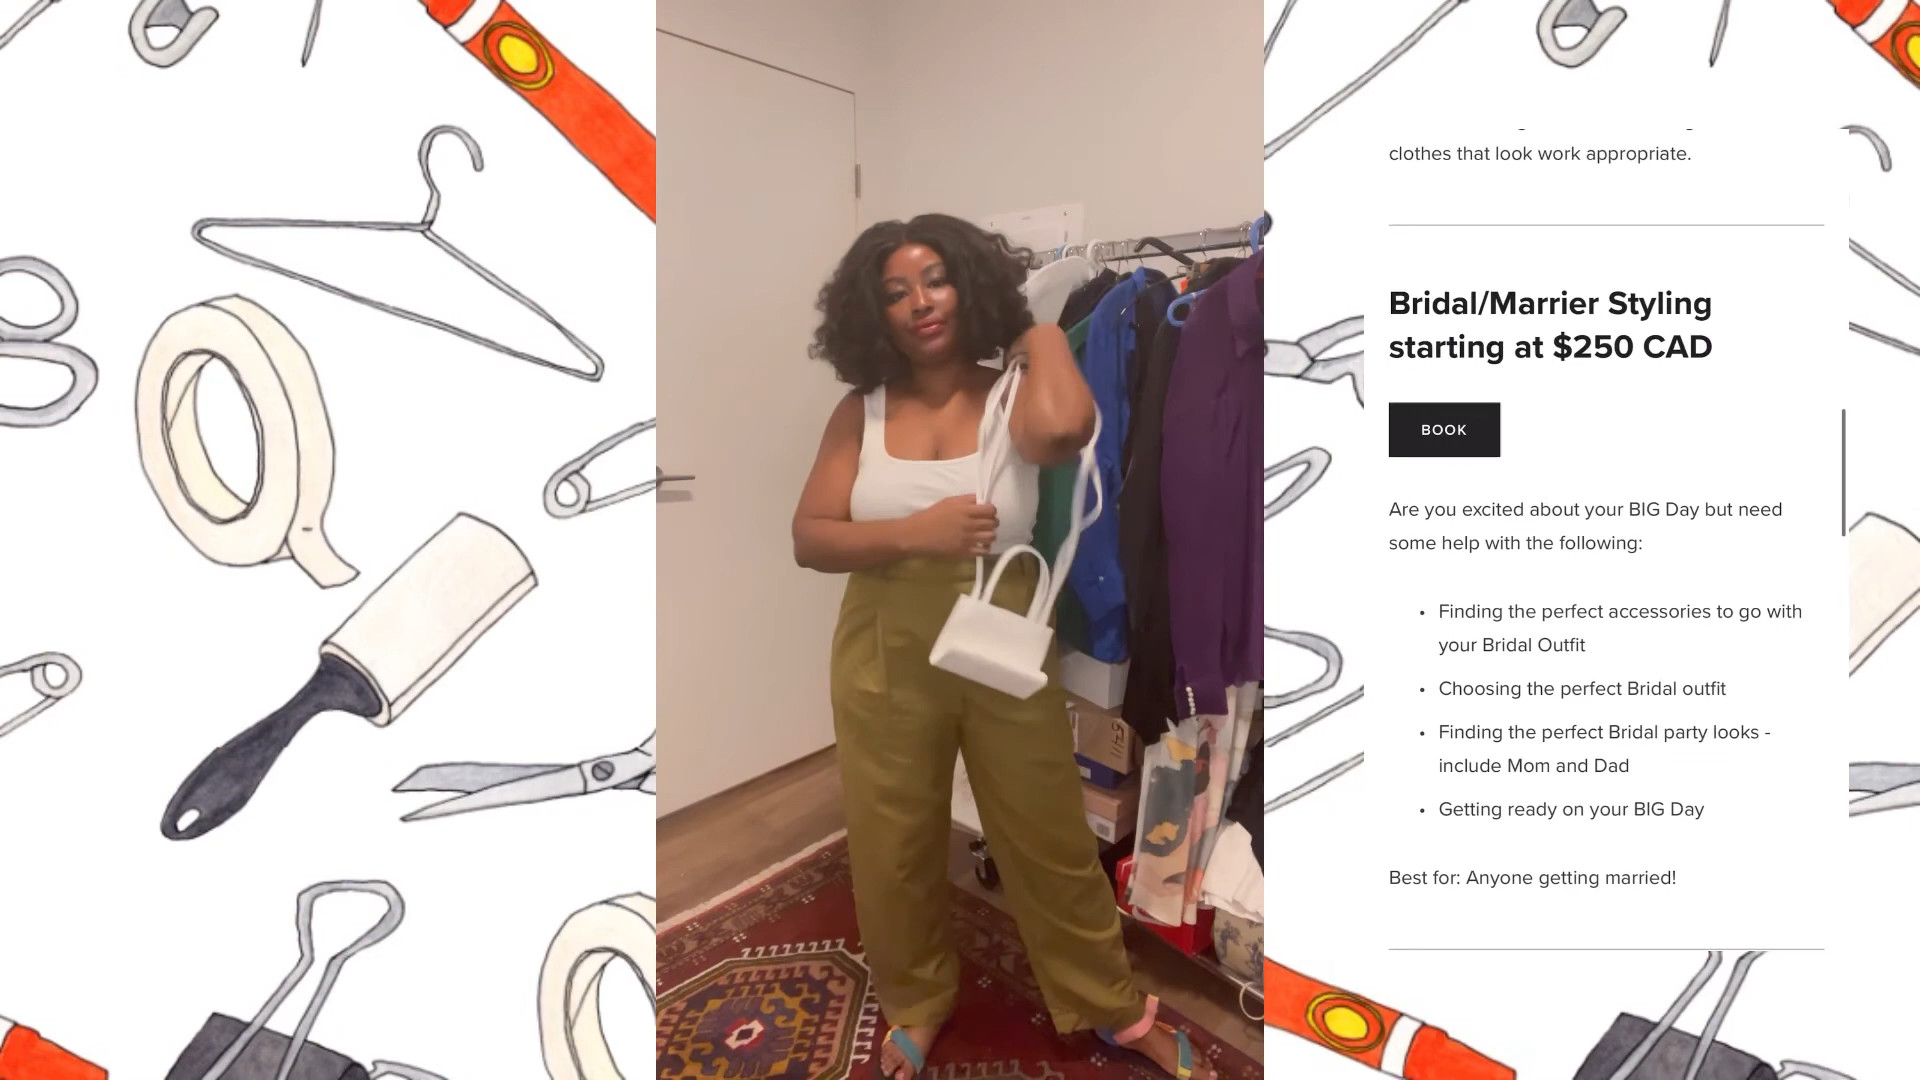 clothes that look work appropriate.
Bridal/Marrier Styling
starting at $250 CAD
BOOK
Are you excited about your BIG Day but need
some help with the following:
• Finding the perfect accessories to go with
your Bridal Outfit
• Choosing the perfect Bridal outfit
• Finding the perfect Bridal party looks -
include Mom and Dad
• Getting ready on your BIG Day
Best for: Anyone getting married!